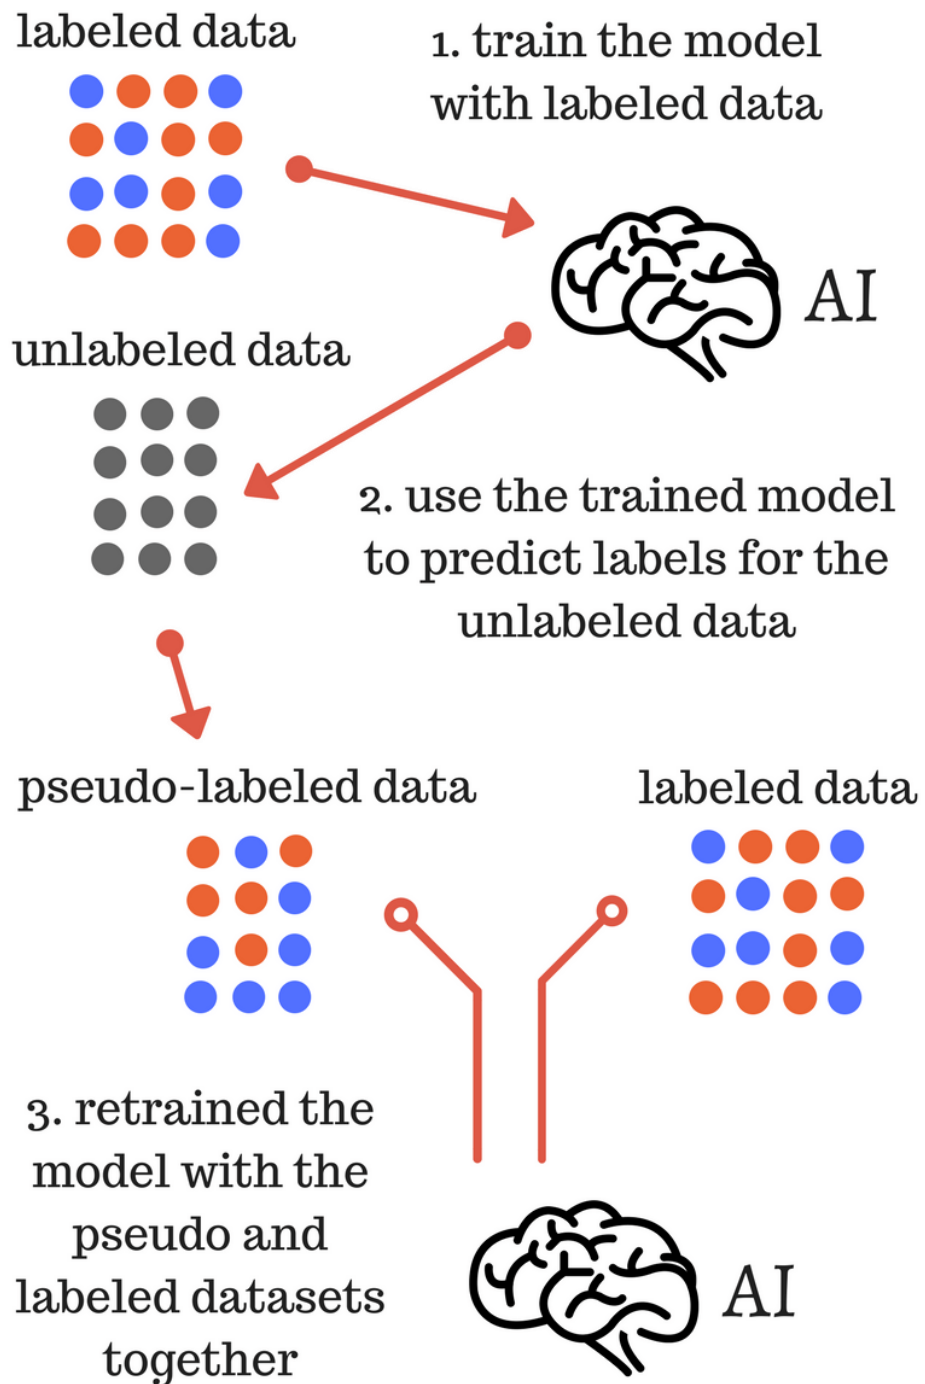 labeled data
1. train the model
with labeled data
AI
unlabeled data
2. use the trained model
to predict labels for the
unlabeled data
pseudo-labeled data
labeled data
3. retrained the
model with the
pseudo and
labeled datasets
together
AI